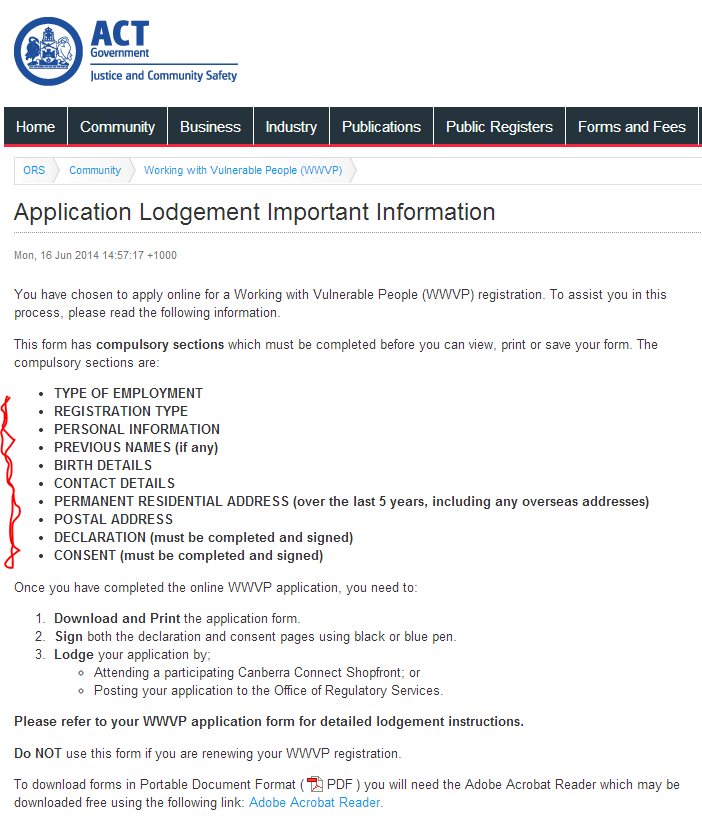 ACT
Government
Justice and Community Safety
Home Community Business Industry Publications Public Registers Forms and Fees
ORS Community Working with Vulnerable People (WWVP)
Application Lodgement Important Information
Mon, 16 Jun 2014 14:57:17 +1000
You have chosen to apply online for a Working with Vulnerable People (WWVP) registration. To assist you in this
process, please read the following information.
This form has compulsory sections which must be completed before you can view, print or save your form. The
compulsory sections are:
• TYPE OF EMPLOYMENT
• REGISTRATION TYPE
• PERSONAL INFORMATION
• PREVIOUS NAMES (if any)
• BIRTH DETAILS
• CONTACT DETAILS
• PERMANENT RESIDENTIAL ADDRESS (over the last 5 years, including any overseas addresses)
• POSTAL ADDRESS
• DECLARATION (must be completed and signed)
• CONSENT (must be completed and signed)
Once you have completed the online WWVP application, you need to:
1. Download and Print the application form.
2. Sign both the declaration and consent pages using black or blue pen.
3. Lodge your application by;
◦ Attending a participating Canberra Connect Shopfront; or
◦ Posting your application to the Office of Regulatory Services.
Please refer to your WWVP application form for detailed lodgement instructions.
Do NOT use this form if you are renewing your WWVP registration.
To download forms in Portable Document Format ( PDF ) you will need the Adobe Acrobat Reader which may be
downloaded free using the following link: Adobe Acrobat Reader.